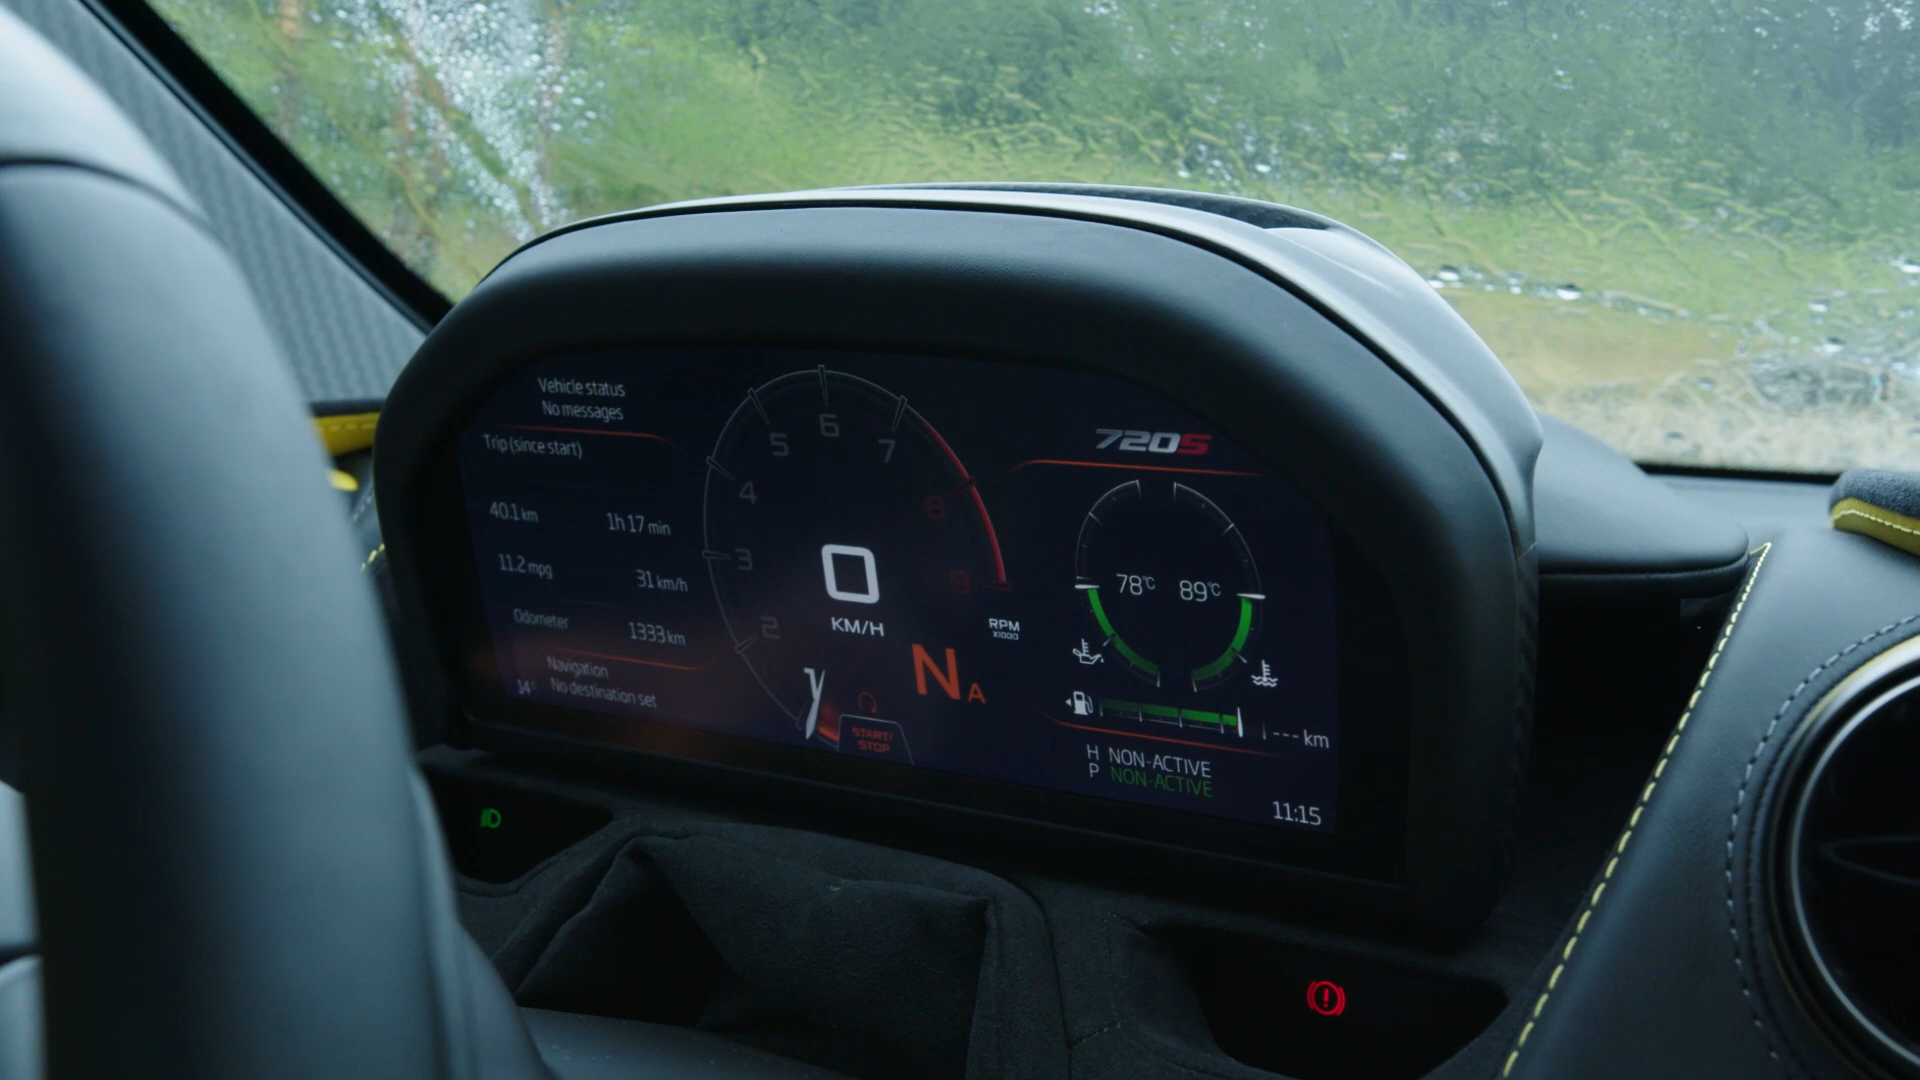 Vehicle status
No messages
Trip (since start)
40.1 km 1h 17 min
11.2 mpg 31 km/h
Odometer
1333 km
Navigation
14° No destination set
1
2
3
4
5
6
7
8
9
0
KM/H
RPM
X1000
NA
START/
STOP
720S
78°C 89°C
--- km
H NON-ACTIVE
P NON-ACTIVE
11:15